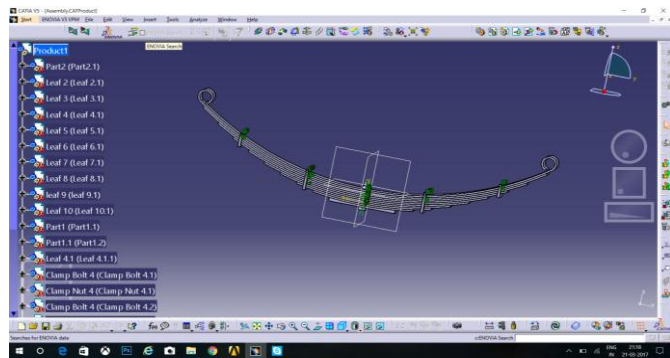 CATIA V5 - [Assembly.CATProduct]
Start ENOVIA V5 VPM File Edit View Insert Tools Analyze Window Help
ENOVIA Search
Product1
Part2 (Part2.1)
Leaf 2 (Leaf 2.1)
Leaf 3 (Leaf 3.1)
Leaf 4 (Leaf 4.1)
Leaf 5 (Leaf 5.1)
Leaf 6 (Leaf 6.1)
Leaf 7 (Leaf 7.1)
Leaf 8 (Leaf 8.1)
leaf 9 (leaf 9.1)
Leaf 10 (Leaf 10.1)
Part1 (Part1.1)
Part1.1 (Part1.2)
Leaf 4.1 (Leaf 4.1.1)
Clamp Bolt 4 (Clamp Bolt 4.1)
Clamp Nut 4 (Clamp Nut 4.1)
Clamp Bolt 4 (Clamp Bolt 4.2)
Searches for ENOVIA data
c:ENOVIA Search
ENG 21:18
IN 21-03-2017